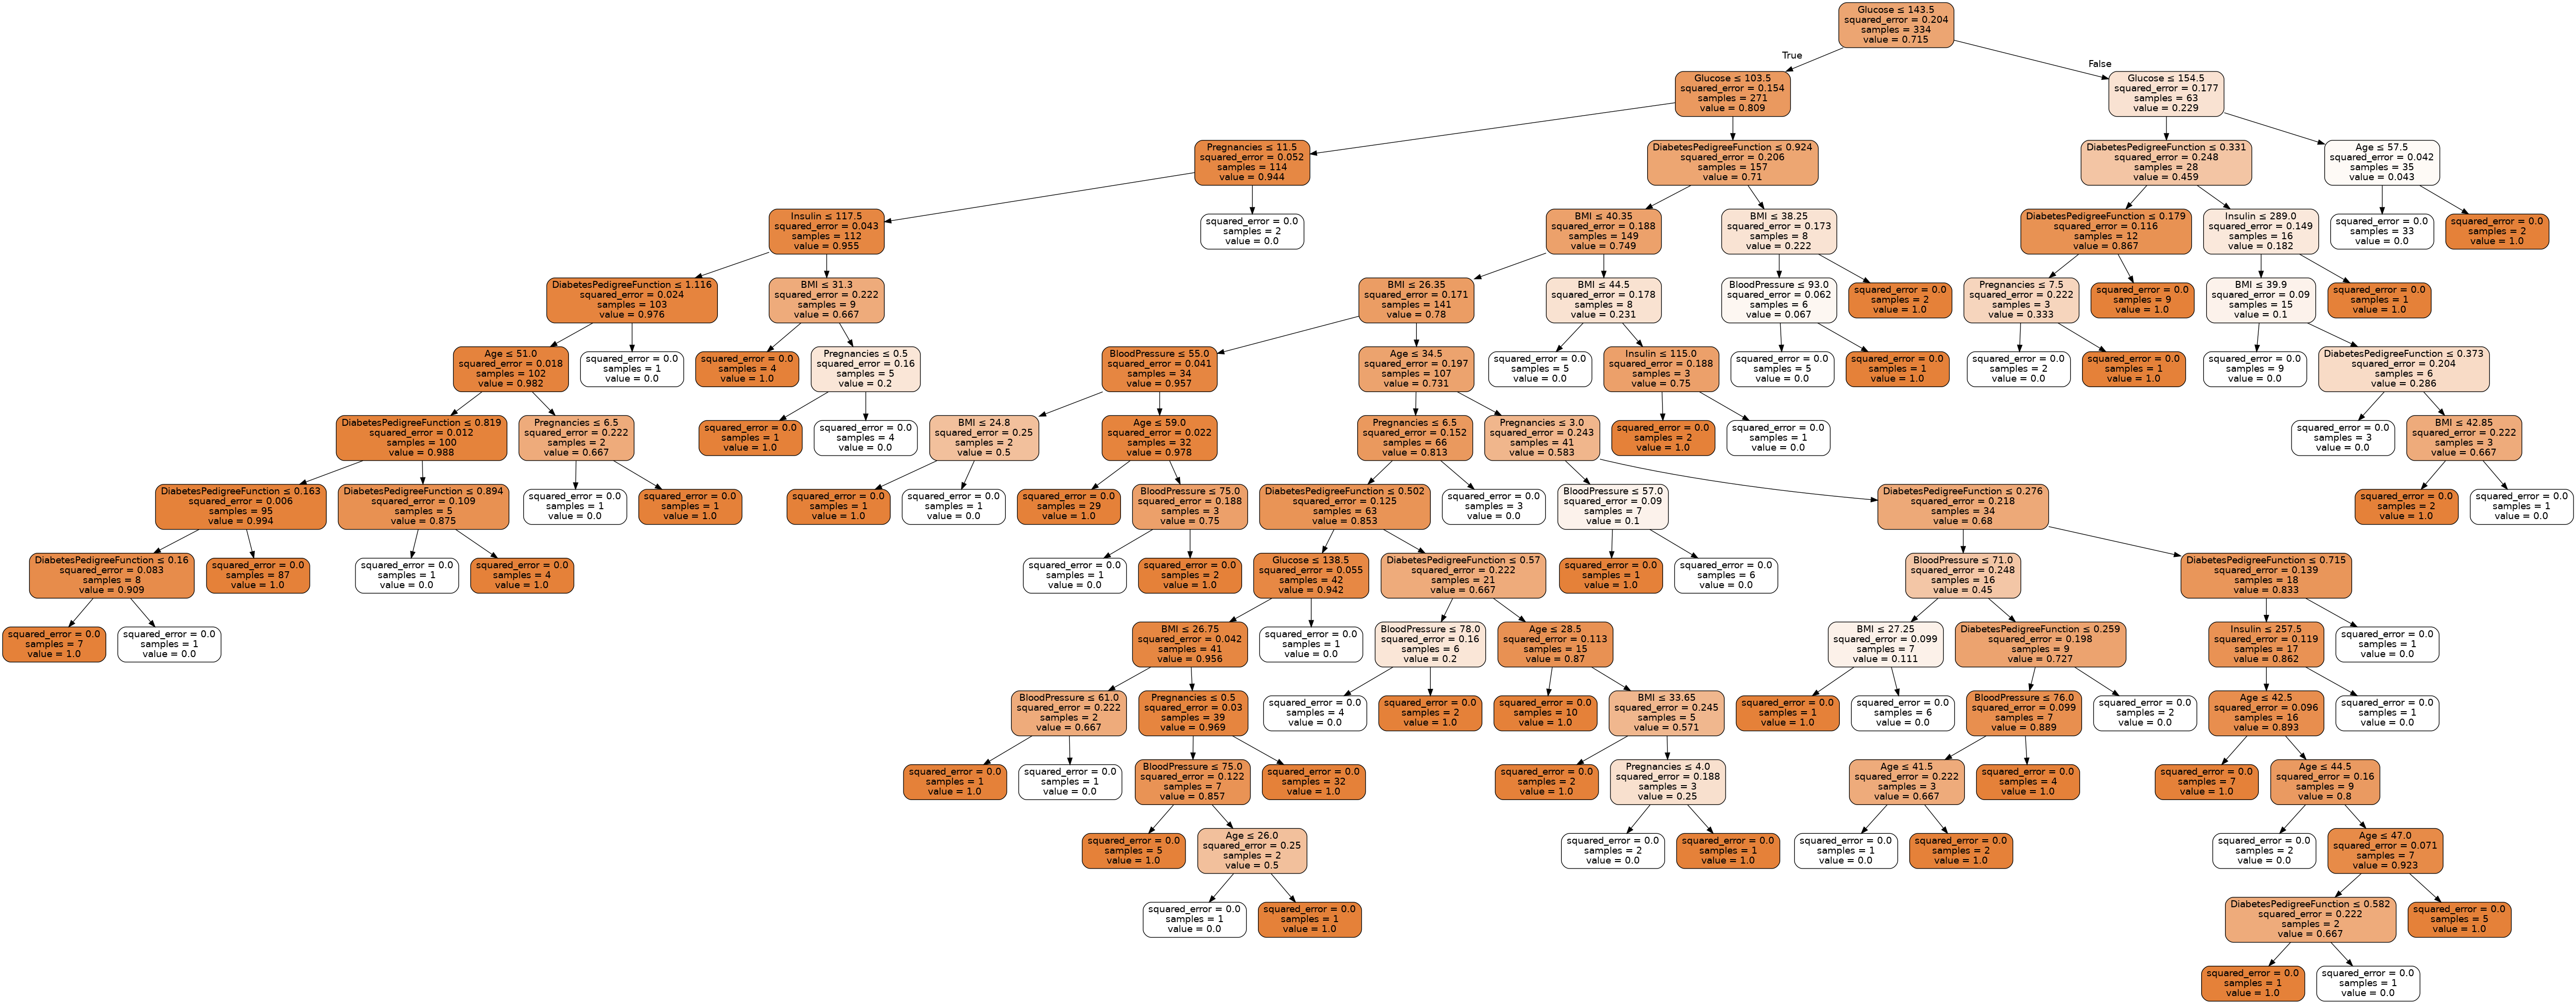 Glucose ≤ 143.5
squared_error = 0.204
samples = 334
value = 0.715
True
False
Glucose ≤ 103.5
squared_error = 0.154
samples = 271
value = 0.809
Glucose ≤ 154.5
squared_error = 0.177
samples = 63
value = 0.229
Pregnancies ≤ 11.5
squared_error = 0.052
samples = 114
value = 0.944
DiabetesPedigreeFunction ≤ 0.924
squared_error = 0.206
samples = 157
value = 0.71
DiabetesPedigreeFunction ≤ 0.331
squared_error = 0.248
samples = 28
value = 0.459
Age ≤ 57.5
squared_error = 0.042
samples = 35
value = 0.043
Insulin ≤ 117.5
squared_error = 0.043
samples = 112
value = 0.955
squared_error = 0.0
samples = 2
value = 0.0
BMI ≤ 40.35
squared_error = 0.188
samples = 149
value = 0.749
BMI ≤ 38.25
squared_error = 0.173
samples = 8
value = 0.222
DiabetesPedigreeFunction ≤ 0.179
squared_error = 0.116
samples = 12
value = 0.867
Insulin ≤ 289.0
squared_error = 0.149
samples = 16
value = 0.182
squared_error = 0.0
samples = 33
value = 0.0
squared_error = 0.0
samples = 2
value = 1.0
DiabetesPedigreeFunction ≤ 1.116
squared_error = 0.024
samples = 103
value = 0.976
BMI ≤ 31.3
squared_error = 0.222
samples = 9
value = 0.667
BMI ≤ 26.35
squared_error = 0.171
samples = 141
value = 0.78
BMI ≤ 44.5
squared_error = 0.178
samples = 8
value = 0.231
BloodPressure ≤ 93.0
squared_error = 0.062
samples = 6
value = 0.067
squared_error = 0.0
samples = 2
value = 1.0
Pregnancies ≤ 7.5
squared_error = 0.222
samples = 3
value = 0.333
squared_error = 0.0
samples = 9
value = 1.0
BMI ≤ 39.9
squared_error = 0.09
samples = 15
value = 0.1
squared_error = 0.0
samples = 1
value = 1.0
Age ≤ 51.0
squared_error = 0.018
samples = 102
value = 0.982
squared_error = 0.0
samples = 1
value = 0.0
squared_error = 0.0
samples = 4
value = 1.0
Pregnancies ≤ 0.5
squared_error = 0.16
samples = 5
value = 0.2
BloodPressure ≤ 55.0
squared_error = 0.041
samples = 34
value = 0.957
Age ≤ 34.5
squared_error = 0.197
samples = 107
value = 0.731
squared_error = 0.0
samples = 5
value = 0.0
Insulin ≤ 115.0
squared_error = 0.188
samples = 3
value = 0.75
squared_error = 0.0
samples = 5
value = 0.0
squared_error = 0.0
samples = 1
value = 1.0
squared_error = 0.0
samples = 2
value = 0.0
squared_error = 0.0
samples = 1
value = 1.0
squared_error = 0.0
samples = 9
value = 0.0
DiabetesPedigreeFunction ≤ 0.373
squared_error = 0.204
samples = 6
value = 0.286
DiabetesPedigreeFunction ≤ 0.819
squared_error = 0.012
samples = 100
value = 0.988
Pregnancies ≤ 6.5
squared_error = 0.222
samples = 2
value = 0.667
squared_error = 0.0
samples = 1
value = 1.0
squared_error = 0.0
samples = 4
value = 0.0
BMI ≤ 24.8
squared_error = 0.25
samples = 2
value = 0.5
Age ≤ 59.0
squared_error = 0.022
samples = 32
value = 0.978
Pregnancies ≤ 6.5
squared_error = 0.152
samples = 66
value = 0.813
Pregnancies ≤ 3.0
squared_error = 0.243
samples = 41
value = 0.583
squared_error = 0.0
samples = 2
value = 1.0
squared_error = 0.0
samples = 1
value = 0.0
squared_error = 0.0
samples = 3
value = 0.0
BMI ≤ 42.85
squared_error = 0.222
samples = 3
value = 0.667
DiabetesPedigreeFunction ≤ 0.163
squared_error = 0.006
samples = 95
value = 0.994
DiabetesPedigreeFunction ≤ 0.894
squared_error = 0.109
samples = 5
value = 0.875
squared_error = 0.0
samples = 1
value = 0.0
squared_error = 0.0
samples = 1
value = 1.0
squared_error = 0.0
samples = 1
value = 1.0
squared_error = 0.0
samples = 1
value = 0.0
squared_error = 0.0
samples = 29
value = 1.0
BloodPressure ≤ 75.0
squared_error = 0.188
samples = 3
value = 0.75
DiabetesPedigreeFunction ≤ 0.502
squared_error = 0.125
samples = 63
value = 0.853
squared_error = 0.0
samples = 3
value = 0.0
BloodPressure ≤ 57.0
squared_error = 0.09
samples = 7
value = 0.1
DiabetesPedigreeFunction ≤ 0.276
squared_error = 0.218
samples = 34
value = 0.68
squared_error = 0.0
samples = 2
value = 1.0
squared_error = 0.0
samples = 1
value = 0.0
DiabetesPedigreeFunction ≤ 0.16
squared_error = 0.083
samples = 8
value = 0.909
squared_error = 0.0
samples = 87
value = 1.0
squared_error = 0.0
samples = 1
value = 0.0
squared_error = 0.0
samples = 4
value = 1.0
squared_error = 0.0
samples = 1
value = 0.0
squared_error = 0.0
samples = 2
value = 1.0
Glucose ≤ 138.5
squared_error = 0.055
samples = 42
value = 0.942
DiabetesPedigreeFunction ≤ 0.57
squared_error = 0.222
samples = 21
value = 0.667
squared_error = 0.0
samples = 1
value = 1.0
squared_error = 0.0
samples = 6
value = 0.0
BloodPressure ≤ 71.0
squared_error = 0.248
samples = 16
value = 0.45
DiabetesPedigreeFunction ≤ 0.715
squared_error = 0.139
samples = 18
value = 0.833
squared_error = 0.0
samples = 7
value = 1.0
squared_error = 0.0
samples = 1
value = 0.0
BMI ≤ 26.75
squared_error = 0.042
samples = 41
value = 0.956
squared_error = 0.0
samples = 1
value = 0.0
BloodPressure ≤ 78.0
squared_error = 0.16
samples = 6
value = 0.2
Age ≤ 28.5
squared_error = 0.113
samples = 15
value = 0.87
BMI ≤ 27.25
squared_error = 0.099
samples = 7
value = 0.111
DiabetesPedigreeFunction ≤ 0.259
squared_error = 0.198
samples = 9
value = 0.727
Insulin ≤ 257.5
squared_error = 0.119
samples = 17
value = 0.862
squared_error = 0.0
samples = 1
value = 0.0
BloodPressure ≤ 61.0
squared_error = 0.222
samples = 2
value = 0.667
Pregnancies ≤ 0.5
squared_error = 0.03
samples = 39
value = 0.969
squared_error = 0.0
samples = 4
value = 0.0
squared_error = 0.0
samples = 2
value = 1.0
squared_error = 0.0
samples = 10
value = 1.0
BMI ≤ 33.65
squared_error = 0.245
samples = 5
value = 0.571
squared_error = 0.0
samples = 1
value = 1.0
squared_error = 0.0
samples = 6
value = 0.0
BloodPressure ≤ 76.0
squared_error = 0.099
samples = 7
value = 0.889
squared_error = 0.0
samples = 2
value = 0.0
Age ≤ 42.5
squared_error = 0.096
samples = 16
value = 0.893
squared_error = 0.0
samples = 1
value = 0.0
squared_error = 0.0
samples = 1
value = 1.0
squared_error = 0.0
samples = 1
value = 0.0
BloodPressure ≤ 75.0
squared_error = 0.122
samples = 7
value = 0.857
squared_error = 0.0
samples = 32
value = 1.0
squared_error = 0.0
samples = 2
value = 1.0
Pregnancies ≤ 4.0
squared_error = 0.188
samples = 3
value = 0.25
Age ≤ 41.5
squared_error = 0.222
samples = 3
value = 0.667
squared_error = 0.0
samples = 4
value = 1.0
squared_error = 0.0
samples = 7
value = 1.0
Age ≤ 44.5
squared_error = 0.16
samples = 9
value = 0.8
squared_error = 0.0
samples = 5
value = 1.0
Age ≤ 26.0
squared_error = 0.25
samples = 2
value = 0.5
squared_error = 0.0
samples = 2
value = 0.0
squared_error = 0.0
samples = 1
value = 1.0
squared_error = 0.0
samples = 1
value = 0.0
squared_error = 0.0
samples = 2
value = 1.0
squared_error = 0.0
samples = 2
value = 0.0
Age ≤ 47.0
squared_error = 0.071
samples = 7
value = 0.923
squared_error = 0.0
samples = 1
value = 0.0
squared_error = 0.0
samples = 1
value = 1.0
DiabetesPedigreeFunction ≤ 0.582
squared_error = 0.222
samples = 2
value = 0.667
squared_error = 0.0
samples = 5
value = 1.0
squared_error = 0.0
samples = 1
value = 1.0
squared_error = 0.0
samples = 1
value = 0.0